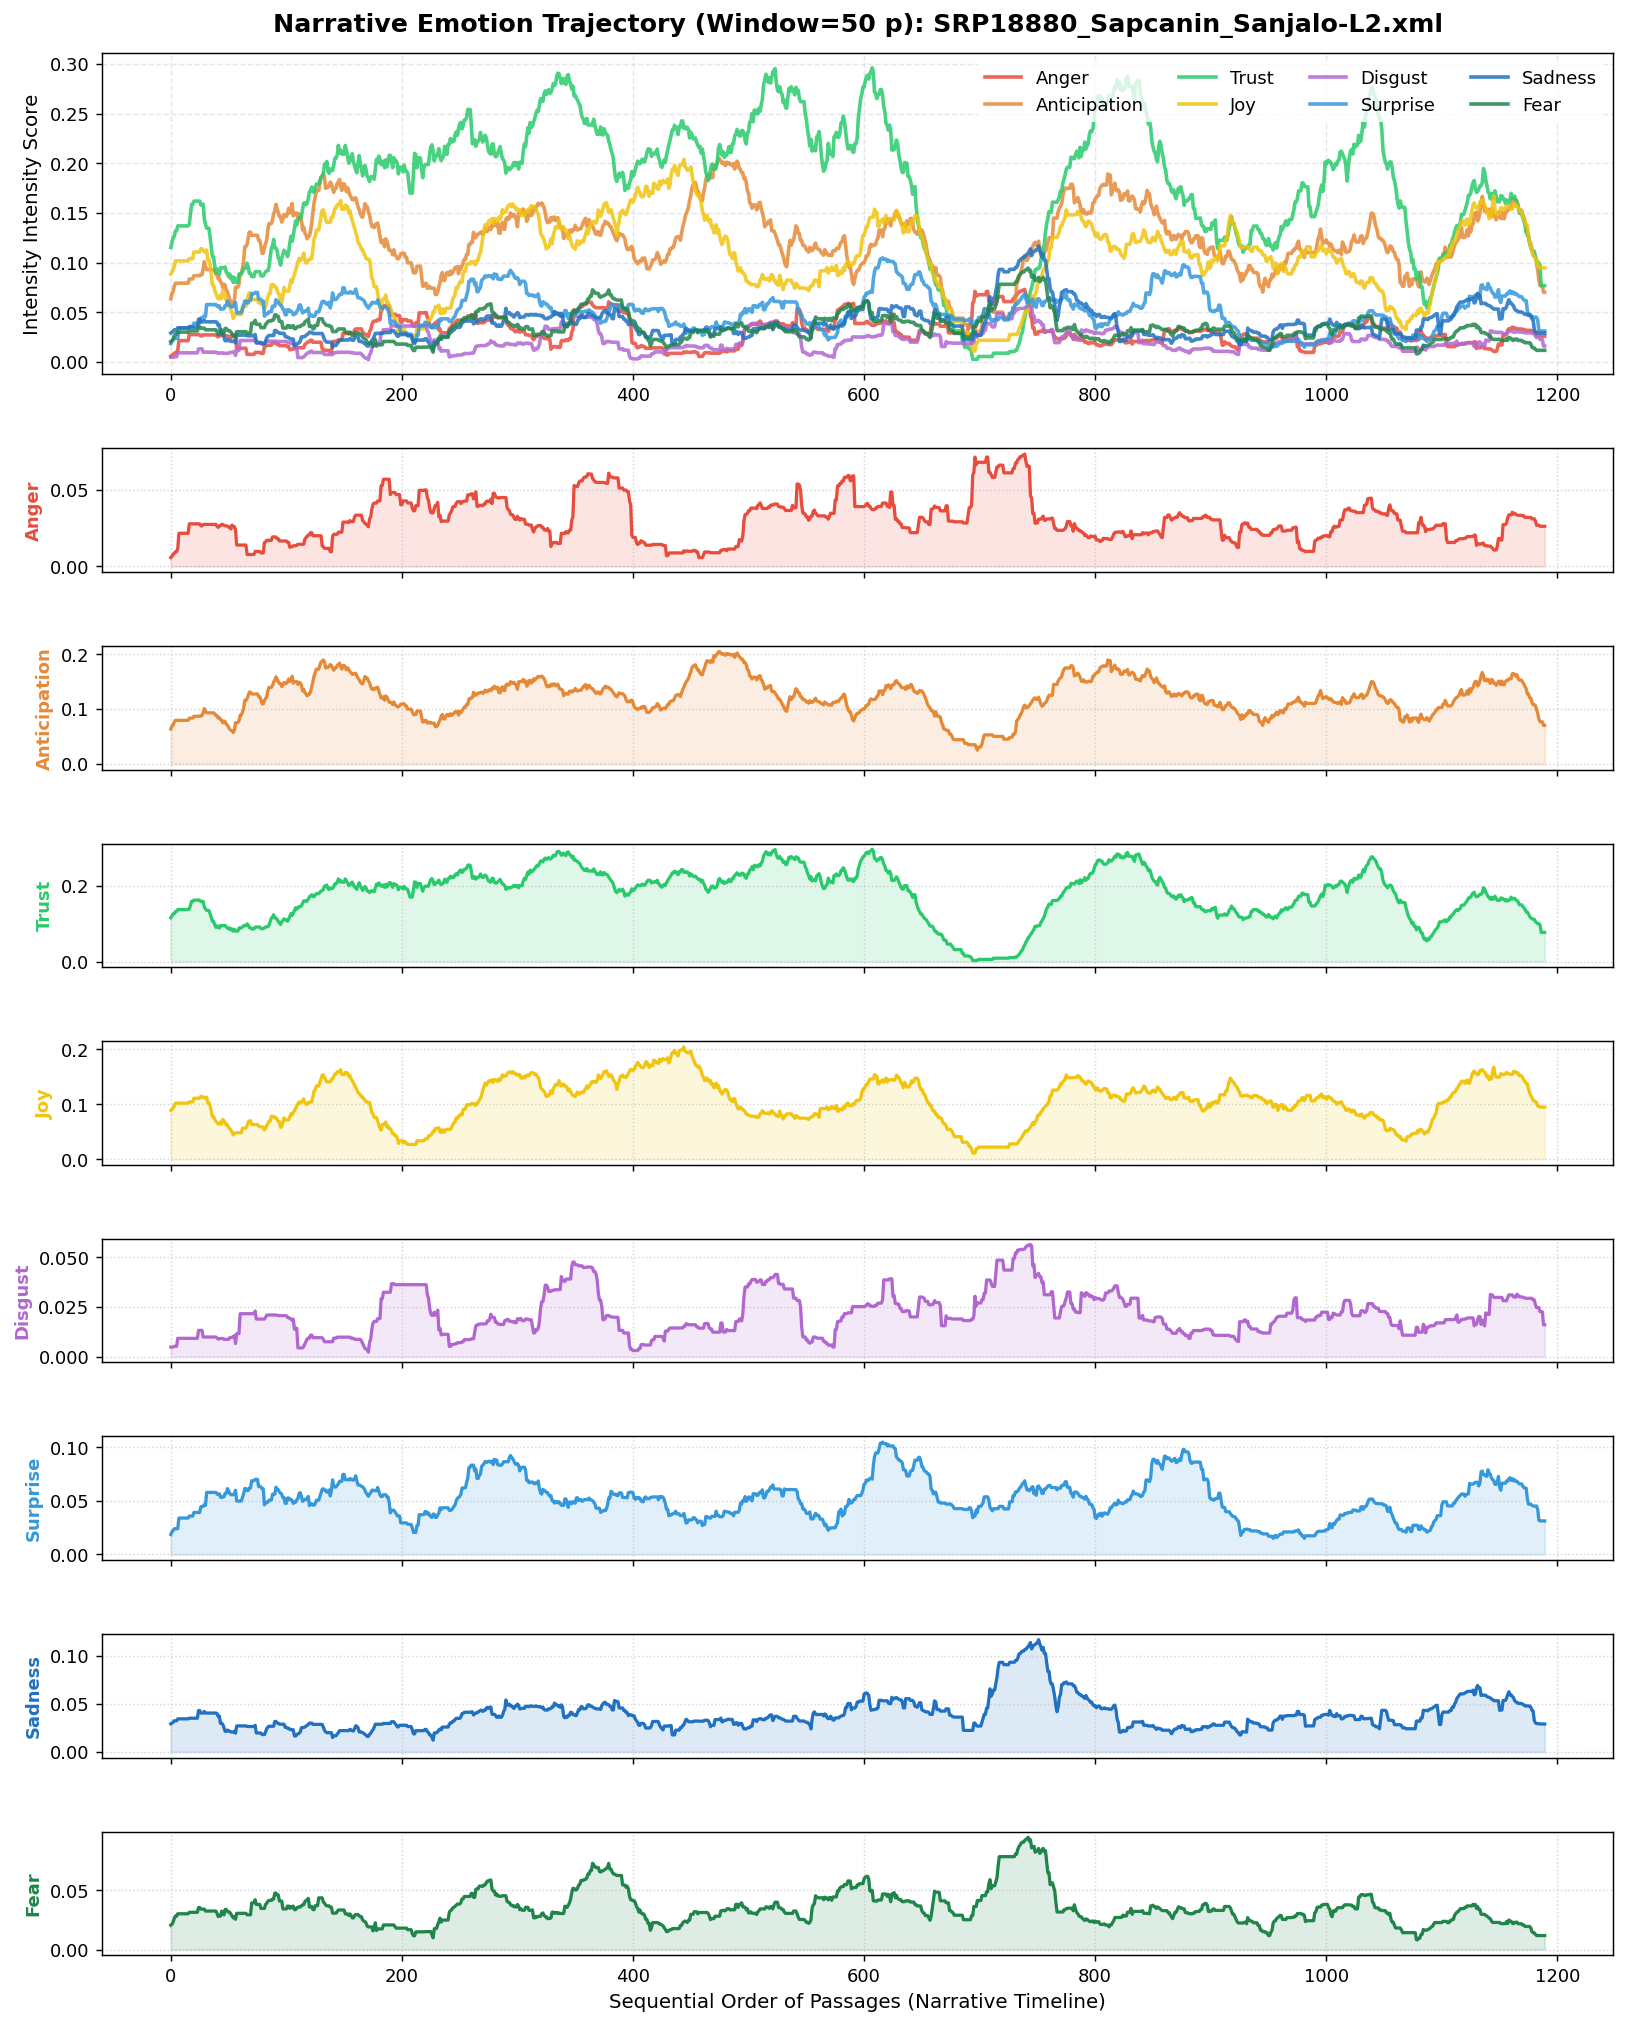 Narrative Emotion Trajectory (Window=50 p): SRP18880_Sapcanin_Sanjalo-L2.xml
Intensity Intensity Score
0.30
0.25
0.20
0.15
0.10
0.05
0.00
Anger Trust Disgust Sadness
Anticipation Joy Surprise Fear
0 200 400 600 800 1000 1200
Anger
0.05
0.00
Anticipation
0.2
0.1
0.0
Trust
0.2
0.0
Joy
0.2
0.1
0.0
Disgust
0.050
0.025
0.000
Surprise
0.10
0.05
0.00
Sadness
0.10
0.05
0.00
Fear
0.05
0.00
0 200 400 600 800 1000 1200
Sequential Order of Passages (Narrative Timeline)